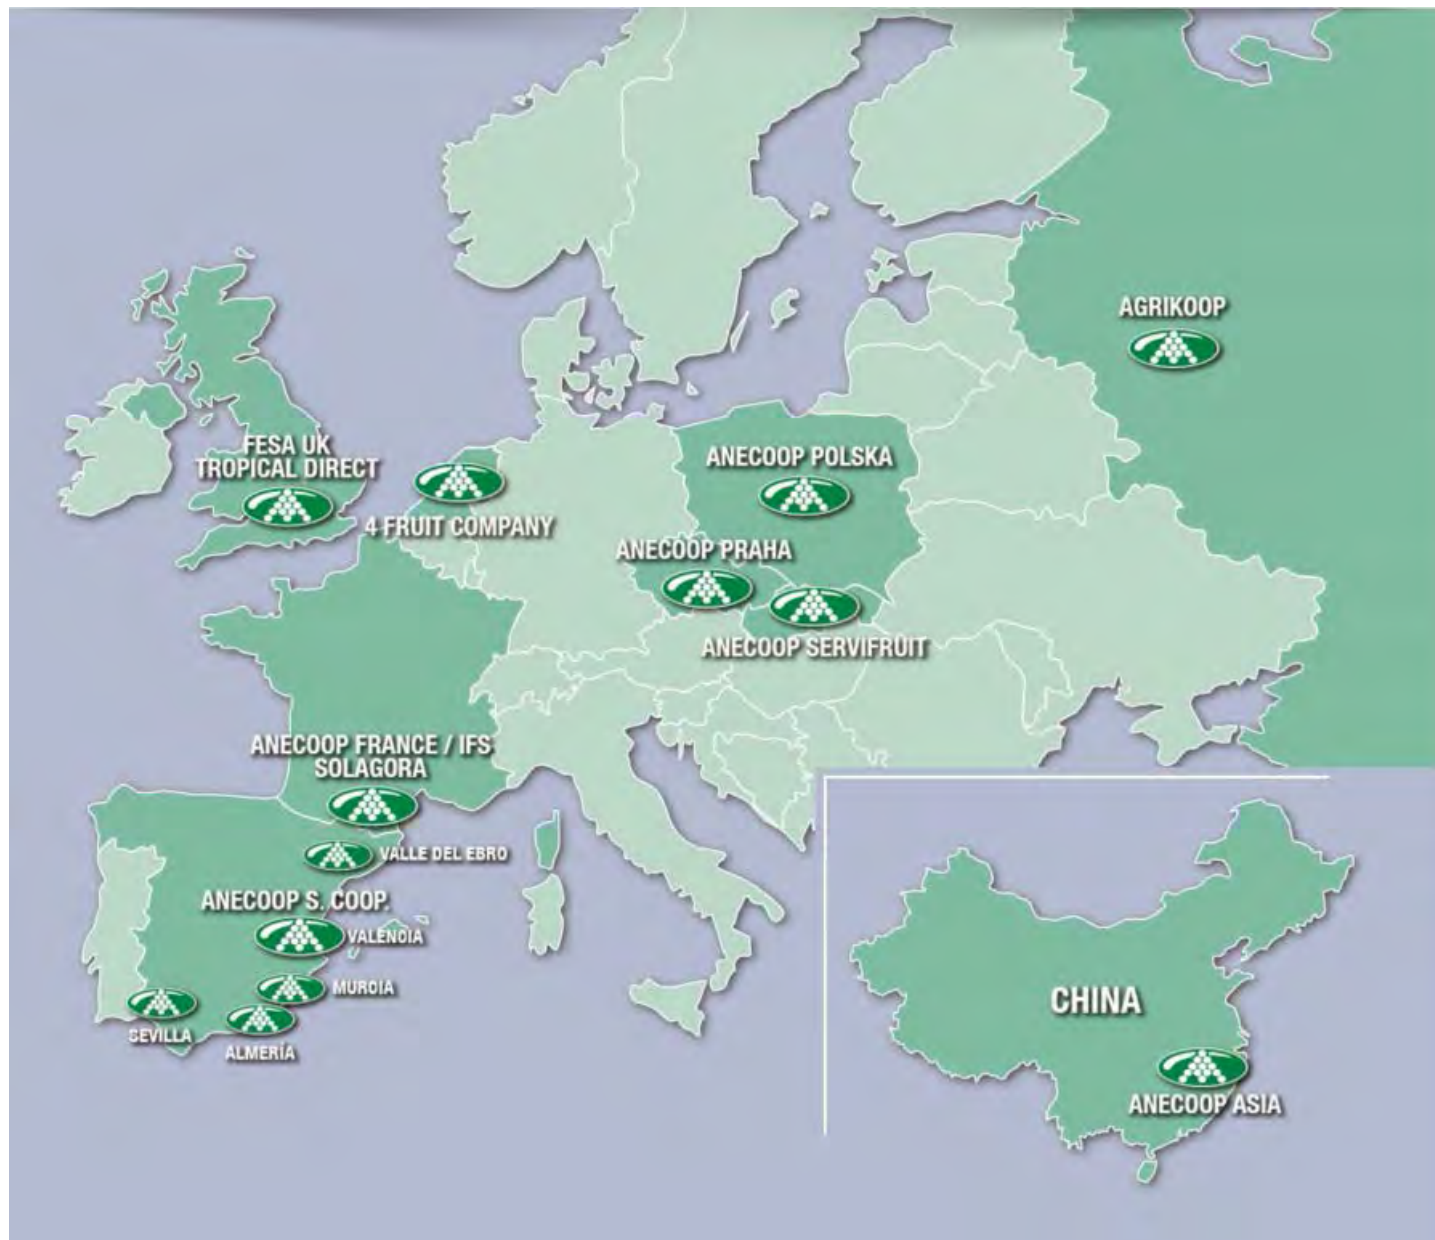 AGRIKOOP
FESA UK
TROPICAL DIRECT
4 FRUIT COMPANY
ANECOOP POLSKA
ANECOOP PRAHA
ANECOOP SERVIFRUIT
ANECOOP FRANCE / IFS
SOLAGORA
VALLE DEL EBRO
ANECOOP S. COOP.
VALENCIA
MURCIA
SEVILLA
ALMERÍA
CHINA
ANECOOP ASIA